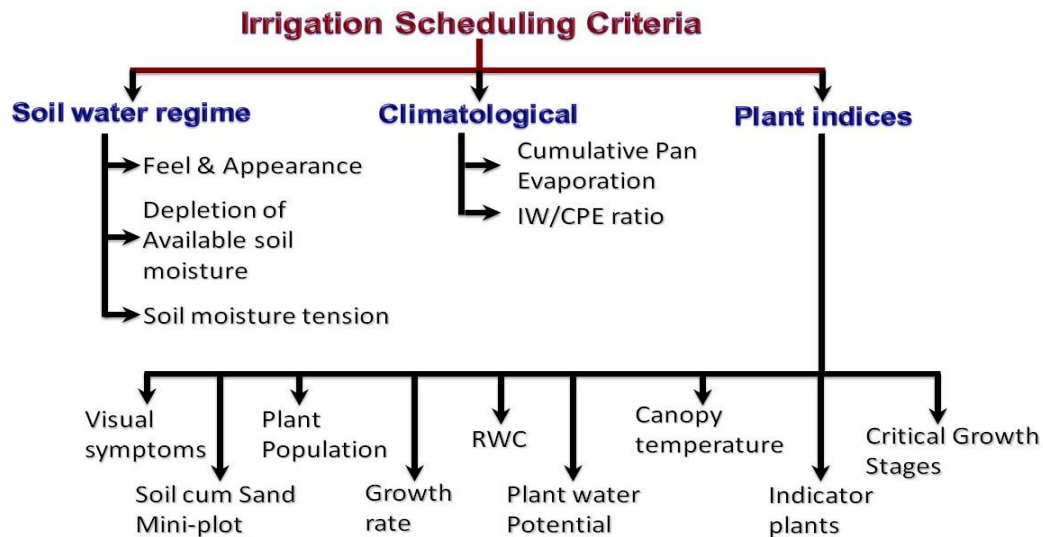 Irrigation Scheduling Criteria
Soil water regime
Climatological
Plant indices
Feel & Appearance
Depletion of
Available soil
moisture
Soil moisture tension
Cumulative Pan
Evaporation
IW/CPE ratio
Visual
symptoms
Soil cum Sand
Mini-plot
Plant
Population
Growth
rate
RWC
Plant water
Potential
Canopy
temperature
Indicator
plants
Critical Growth
Stages